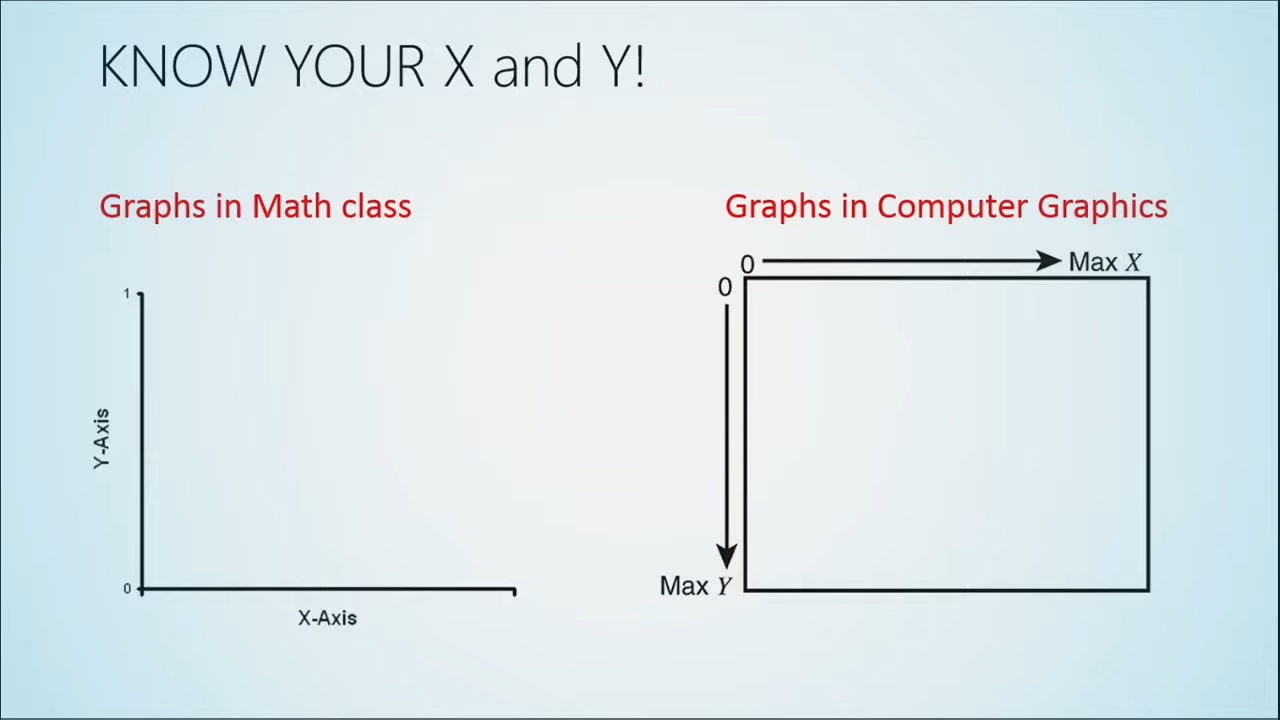 KNOW YOUR X and Y!
Graphs in Math class
1
Y-Axis
0
X-Axis
Graphs in Computer Graphics
0
Max X
0
Max Y